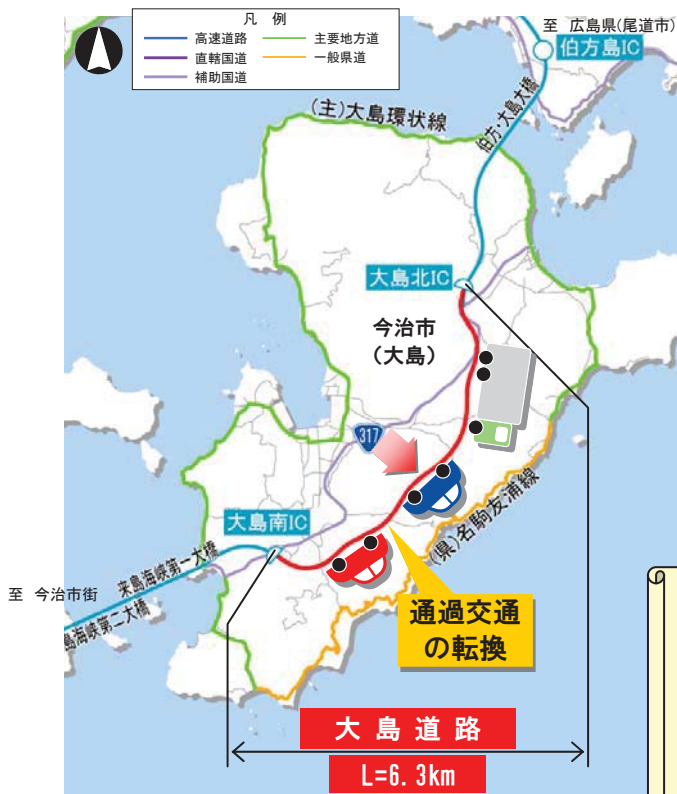 凡 例
高速道路
主要地方道
直轄国道
一般県道
補助国道
至 広島県(尾道市)
伯方島IC
(主)大島環状線
伯方・大島大橋
大島北IC
今治市
(大島)
317
大島南IC
(県)名駒友浦線
来島海峡第一大橋
至 今治市街
島海峡第二大橋
通過交通
の転換
大島道路
L=6.3km